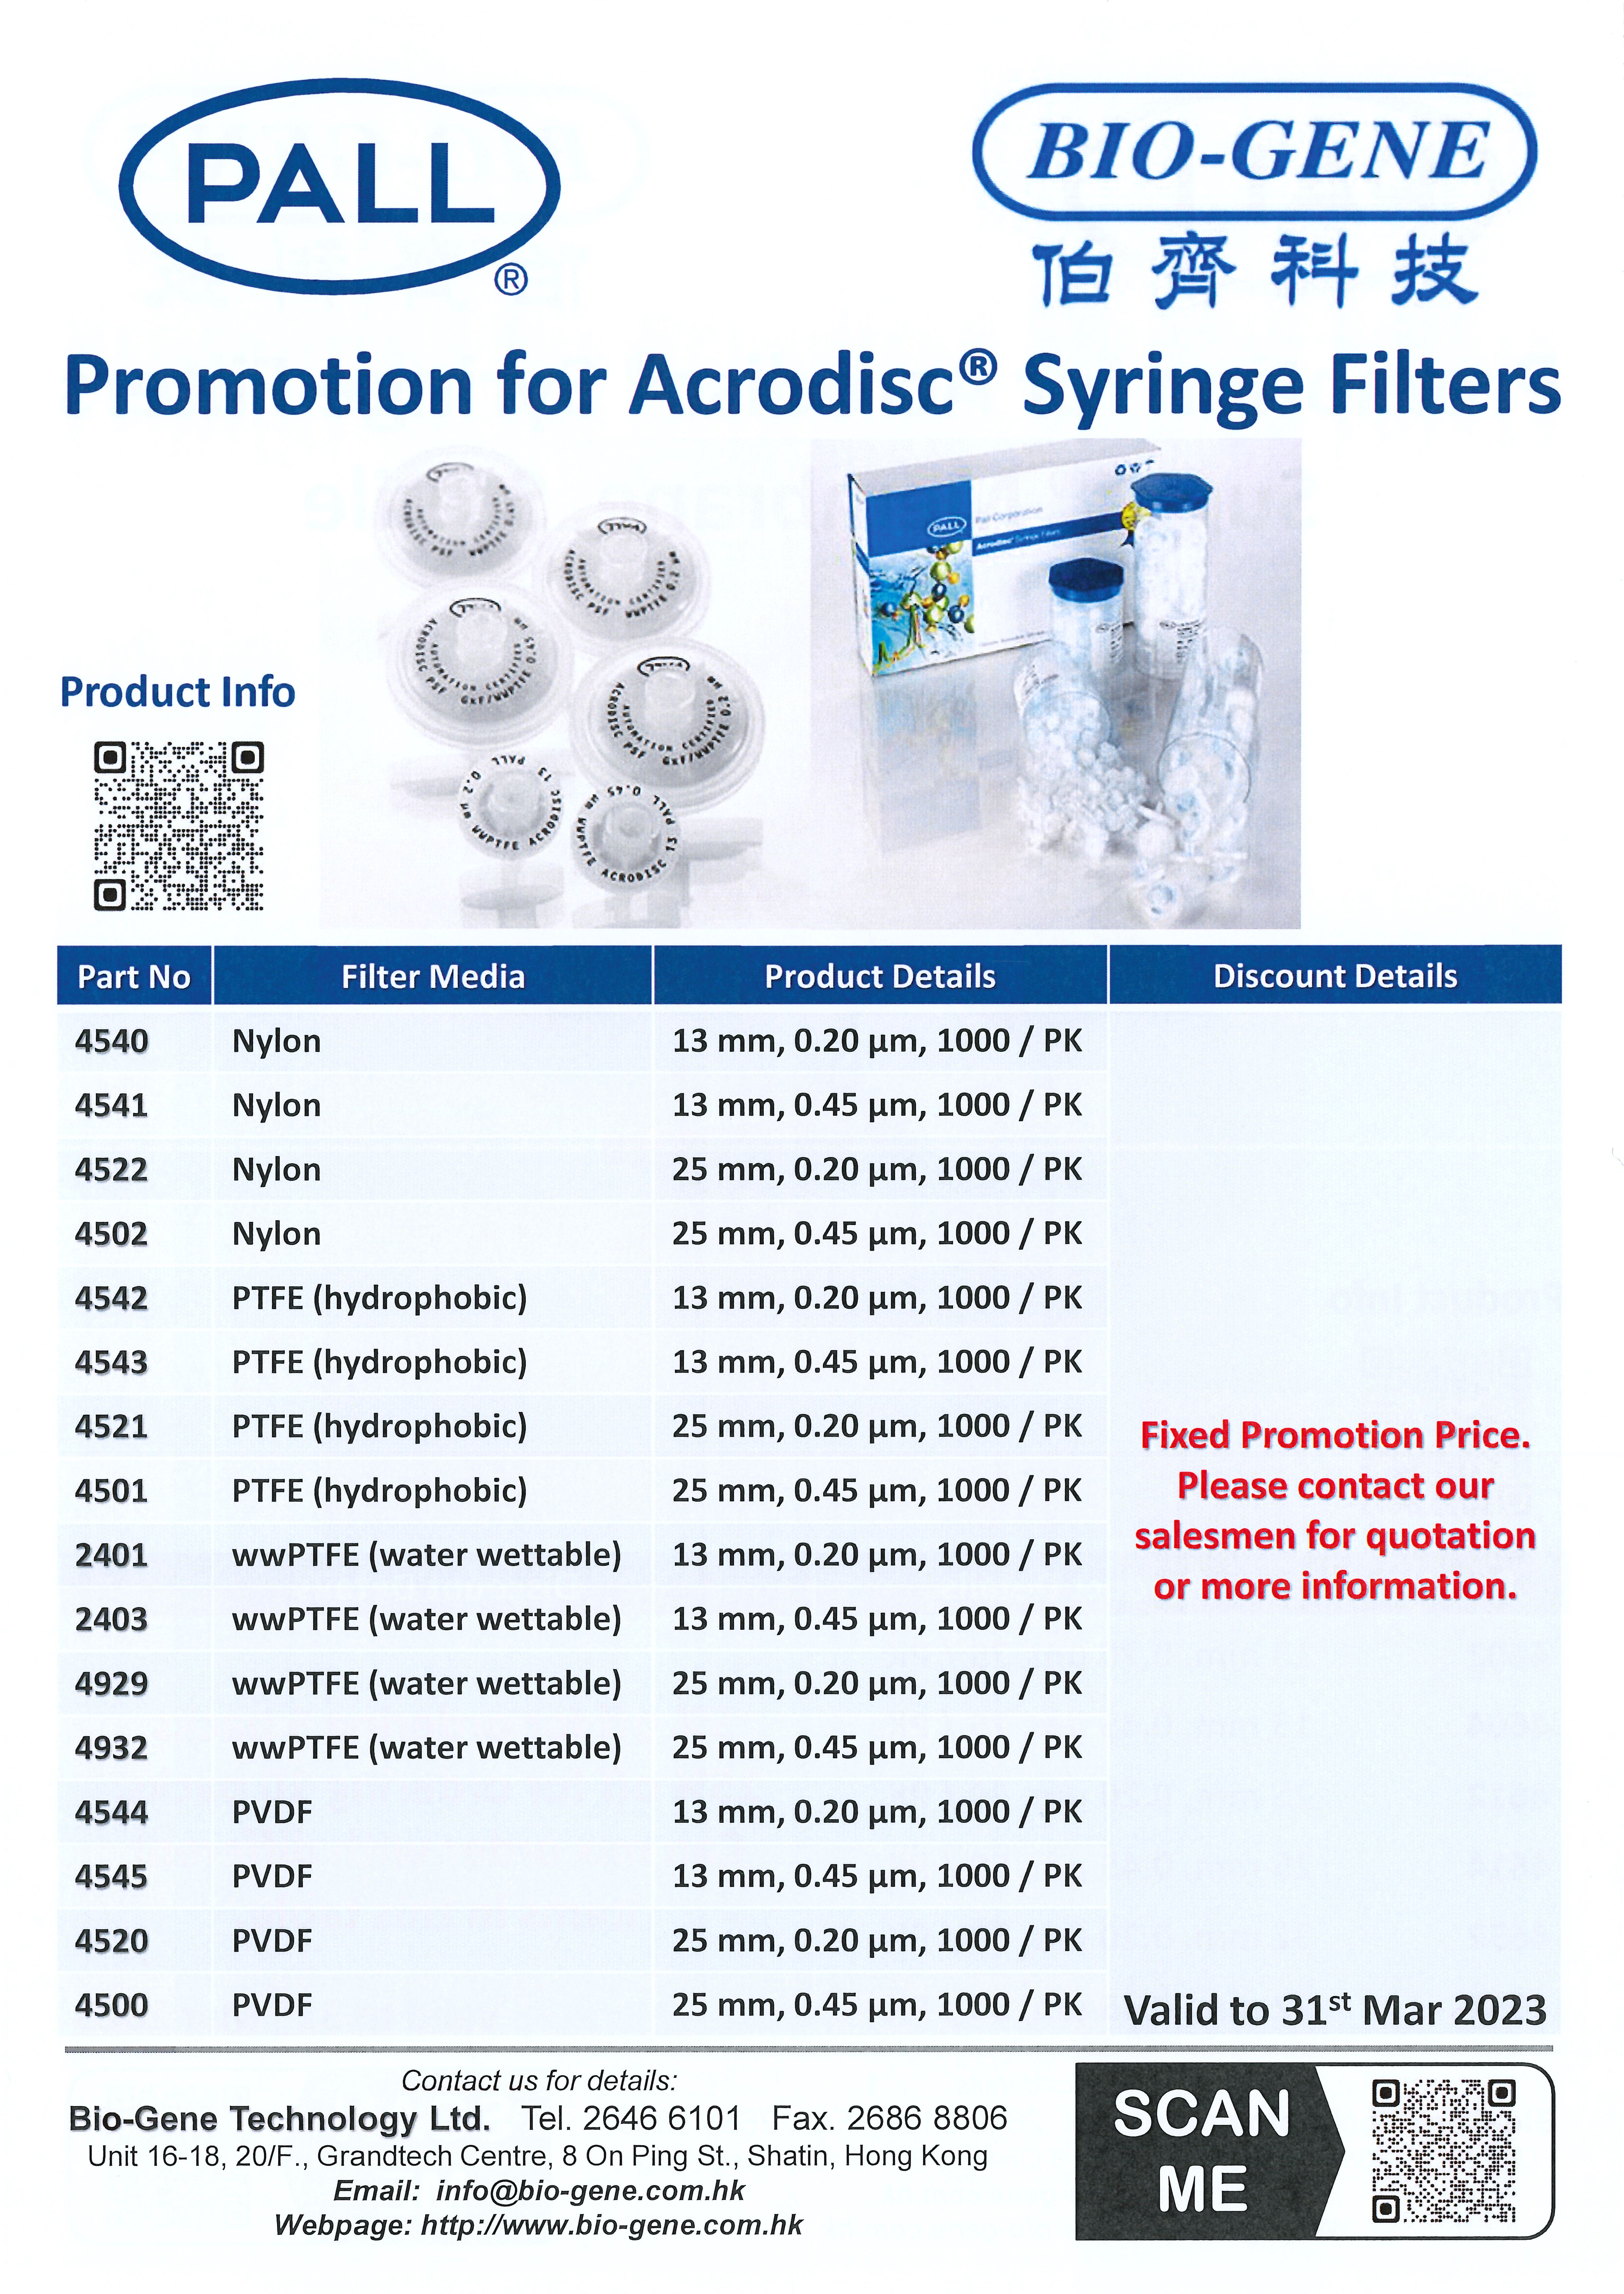 PALL
®
BIO-GENE
伯齊科技
Promotion for Acrodisc® Syringe Filters
PALL
Pall Corporation
Acrodisc® Syringe Filters
Product Info
Part No Filter Media Product Details Discount Details
4540 Nylon 13 mm, 0.20 µm, 1000 / PK
4541 Nylon 13 mm, 0.45 µm, 1000 / PK
4522 Nylon 25 mm, 0.20 µm, 1000 / PK
4502 Nylon 25 mm, 0.45 µm, 1000 / PK
4542 PTFE (hydrophobic) 13 mm, 0.20 µm, 1000 / PK
4543 PTFE (hydrophobic) 13 mm, 0.45 µm, 1000 / PK
4521 PTFE (hydrophobic) 25 mm, 0.20 µm, 1000 / PK
4501 PTFE (hydrophobic) 25 mm, 0.45 µm, 1000 / PK
2401 wwPTFE (water wettable) 13 mm, 0.20 µm, 1000 / PK
2403 wwPTFE (water wettable) 13 mm, 0.45 µm, 1000 / PK
4929 wwPTFE (water wettable) 25 mm, 0.20 µm, 1000 / PK
4932 wwPTFE (water wettable) 25 mm, 0.45 µm, 1000 / PK
4544 PVDF 13 mm, 0.20 µm, 1000 / PK
4545 PVDF 13 mm, 0.45 µm, 1000 / PK
4520 PVDF 25 mm, 0.20 µm, 1000 / PK
4500 PVDF 25 mm, 0.45 µm, 1000 / PK
Fixed Promotion Price.
Please contact our
salesmen for quotation
or more information.
Valid to 31st Mar 2023
Contact us for details:
Bio-Gene Technology Ltd. Tel. 2646 6101 Fax. 2686 8806
Unit 16-18, 20/F., Grandtech Centre, 8 On Ping St., Shatin, Hong Kong
Email: info@bio-gene.com.hk
Webpage: http://www.bio-gene.com.hk
SCAN
ME